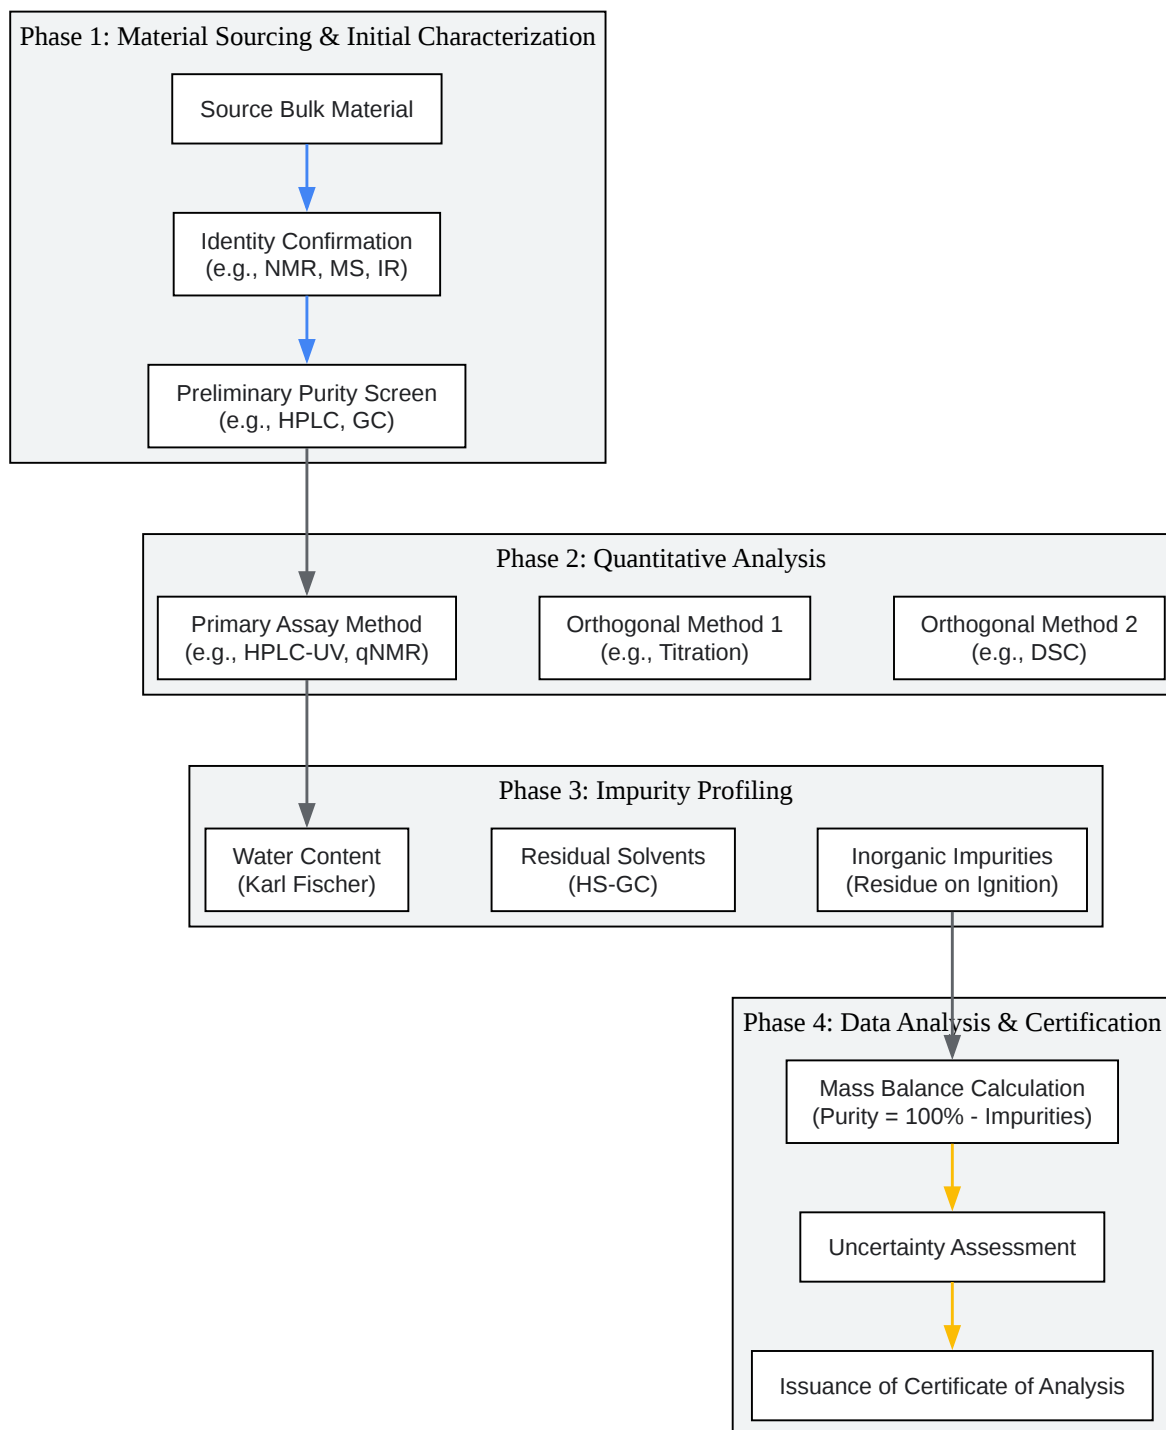 Phase 1: Material Sourcing & Initial Characterization
Source Bulk Material
Identity Confirmation
(e.g., NMR, MS, IR)
Preliminary Purity Screen
(e.g., HPLC, GC)
Phase 2: Quantitative Analysis
Primary Assay Method
(e.g., HPLC-UV, qNMR)
Orthogonal Method 1
(e.g., Titration)
Orthogonal Method 2
(e.g., DSC)
Phase 3: Impurity Profiling
Water Content
(Karl Fischer)
Residual Solvents
(HS-GC)
Inorganic Impurities
(Residue on Ignition)
Phase 4: Data Analysis & Certification
Mass Balance Calculation
(Purity = 100% - Impurities)
Uncertainty Assessment
Issuance of Certificate of Analysis